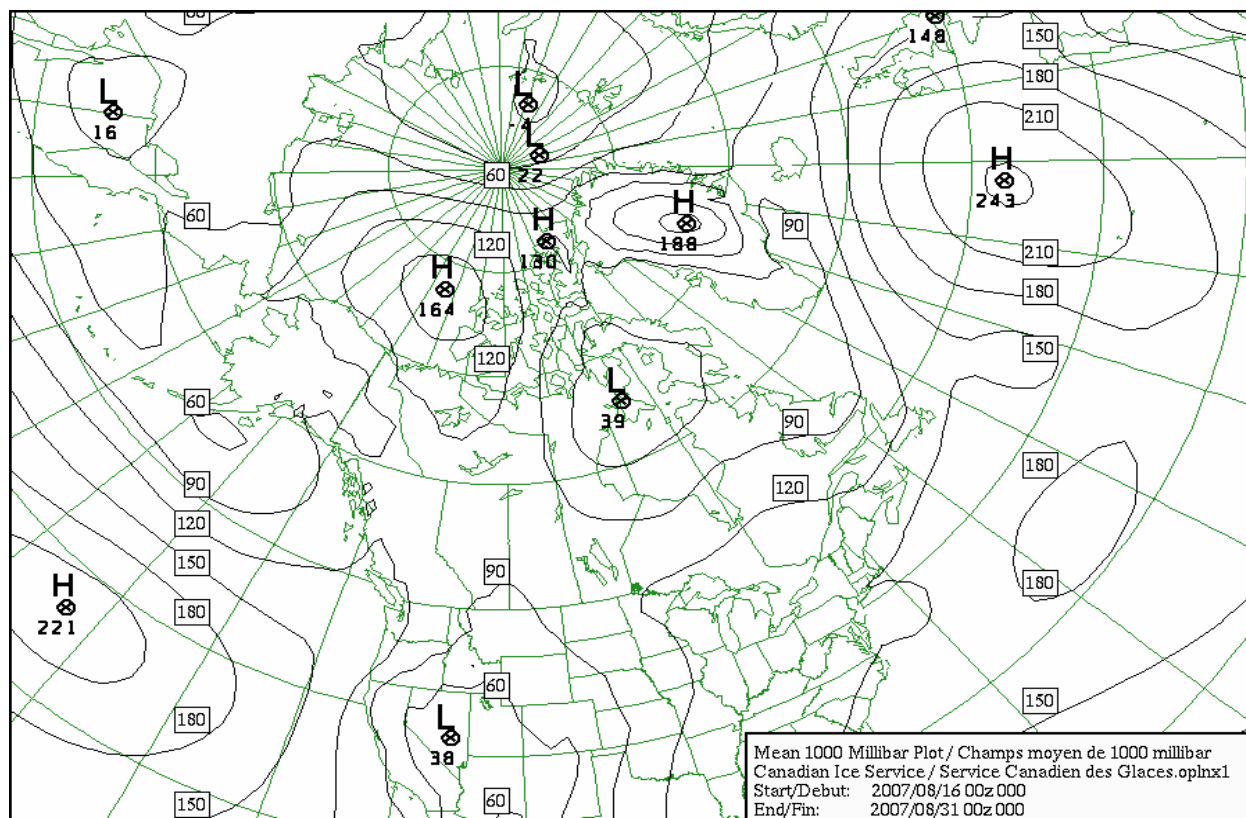 60
148
150
L
16
180
L
-4
210
L
22
60
H
243
60
H
188
90
H
130
120
210
H
164
180
120
150
L
39
60
90
180
90
120
120
150
90
180
H
221
180
60
150
180
L
38
60
150
Mean 1000 Millibar Plot / Champs moyen de 1000 millibar
Canadian Ice Service / Service Canadien des Glaces.oplnx1
Start/Debut: 2007/08/16 00z 000
End/Fin: 2007/08/31 00z 000